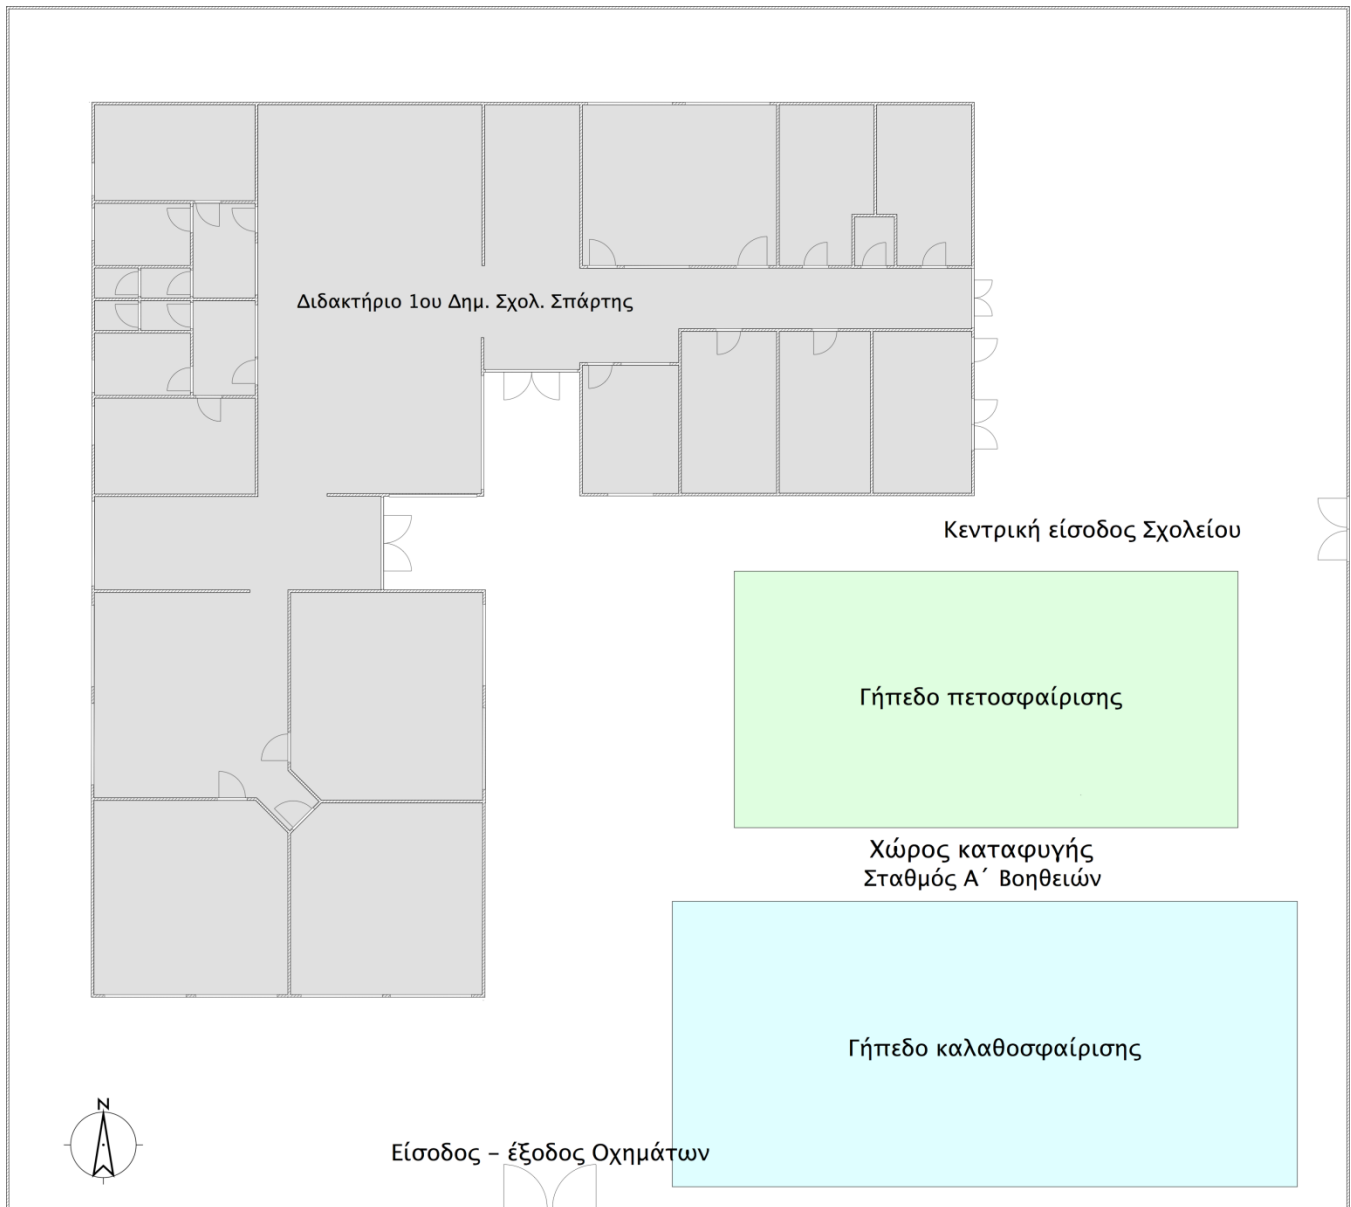 Διδακτήριο 1ου Δημ. Σχολ. Σπάρτης
Κεντρική είσοδος Σχολείου
Γήπεδο πετοσφαίρισης
Χώρος καταφυγής
Σταθμός Α΄ Βοηθειών
Γήπεδο καλαθοσφαίρισης
N
Είσοδος – έξοδος Οχημάτων